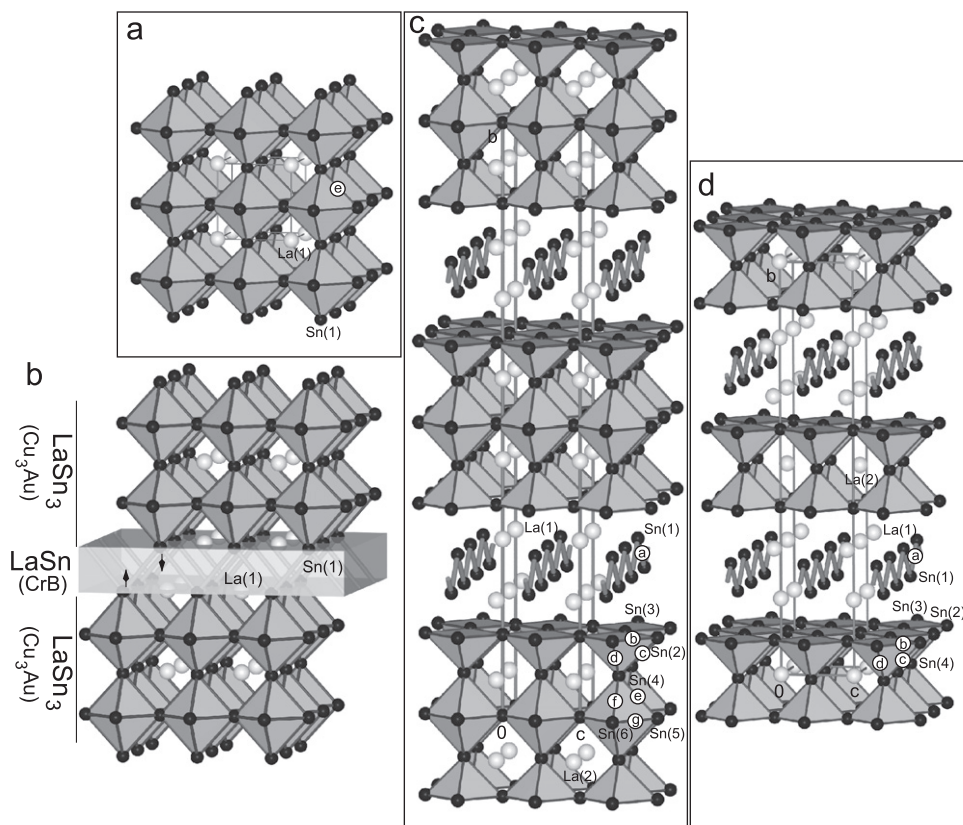 a
e
La(1)
Sn(1)
b
LaSn3
(Cu3Au)
LaSn
(CrB)
LaSn3
(Cu3Au)
La(1)
Sn(1)
c
b
La(1)
Sn(1)
a
Sn(3)
b
d
c
Sn(2)
Sn(4)
f
e
g
0
c
Sn(6)
Sn(5)
La(2)
d
b
La(2)
La(1)
a
Sn(1)
Sn(3)
Sn(2)
b
d
c
Sn(4)
0
c